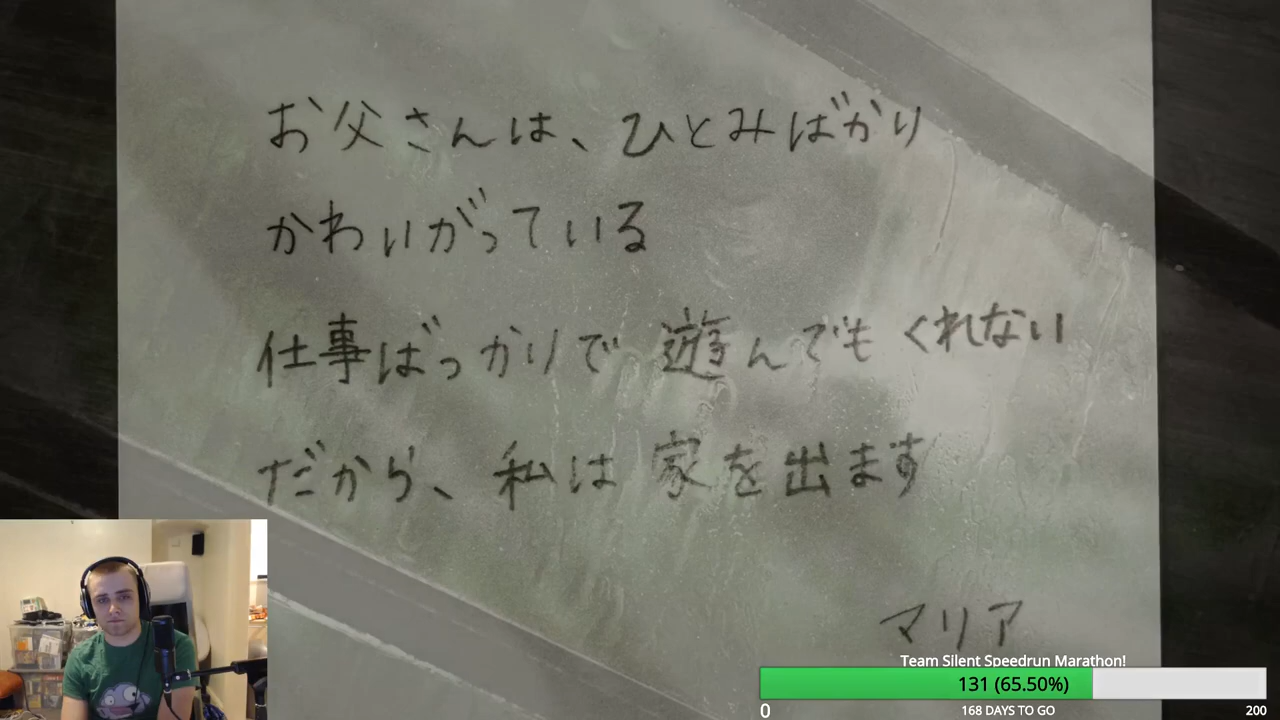 お父さんは、ひとみばかり
かわいがっている
仕事ばっかりで 遊んでもくれない
だから、私は家を出ます
マリア
Team Silent Speedrun Marathon!
131 (65.50%)
0
168 DAYS TO GO
200